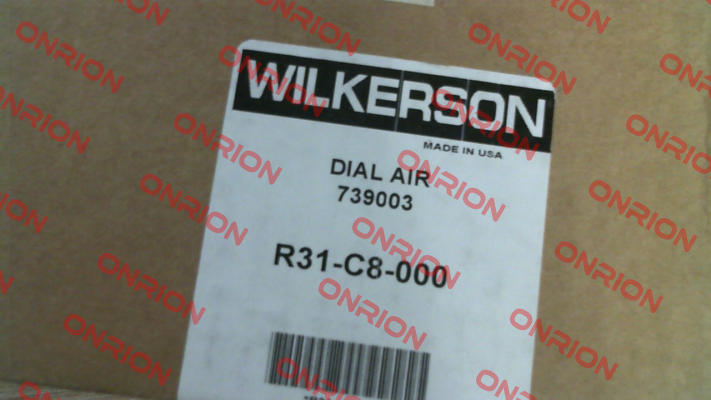 WILKERSON
MADE IN USA
DIAL AIR
739003
R31-C8-000
ONRION